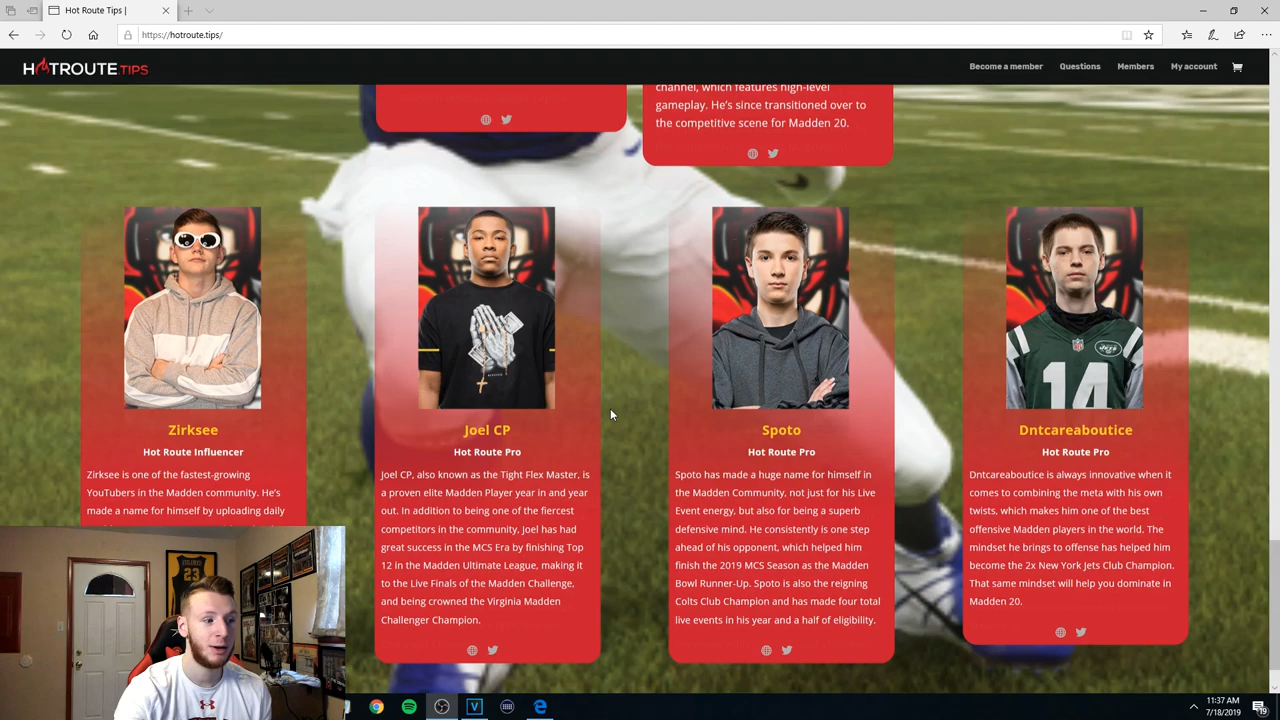 Hot Route Tips |
https://hotroute.tips/
HOTROUTE.TIPS
Become a member
Questions
Members
My account
channel, which features high-level
gameplay. He's since transitioned over to
the competitive scene for Madden 20.
Zirksee
Hot Route Influencer
Zirksee is one of the fastest-growing
YouTubers in the Madden community. He's
made a name for himself by uploading daily
Joel CP
Hot Route Pro
Joel CP, also known as the Tight Flex Master, is
a proven elite Madden Player year in and year
out. In addition to being one of the fiercest
competitors in the community, Joel has had
great success in the MCS Era by finishing Top
12 in the Madden Ultimate League, making it
to the Live Finals of the Madden Challenge,
and being crowned the Virginia Madden
Challenger Champion.
Spoto
Hot Route Pro
Spoto has made a huge name for himself in
the Madden Community, not just for his Live
Event energy, but also for being a superb
defensive mind. He consistently is one step
ahead of his opponent, which helped him
finish the 2019 MCS Season as the Madden
Bowl Runner-Up. Spoto is also the reigning
Colts Club Champion and has made four total
live events in his year and a half of eligibility.
JETS
14
Dntcareaboutice
Hot Route Pro
Dntcareaboutice is always innovative when it
comes to combining the meta with his own
twists, which makes him one of the best
offensive Madden players in the world. The
mindset he brings to offense has helped him
become the 2x New York Jets Club Champion.
That same mindset will help you dominate in
Madden 20.
23
11:37 AM
7/18/2019
19